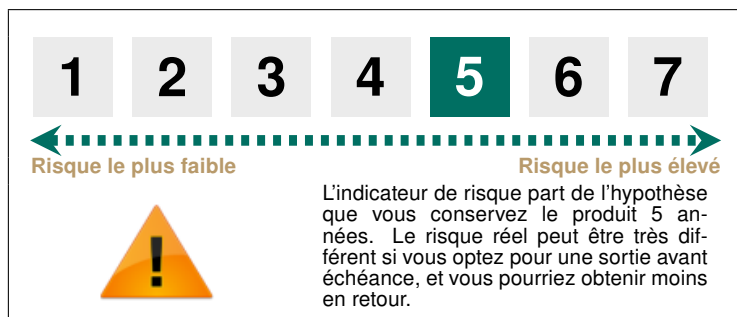 1 2 3 4 5 6 7
Risque le plus faible Risque le plus élevé
L'indicateur de risque part de l'hypothèse
que vous conservez le produit 5 an-
nées. Le risque réel peut être très dif-
férent si vous optez pour une sortie avant
échéance, et vous pourriez obtenir moins
en retour.